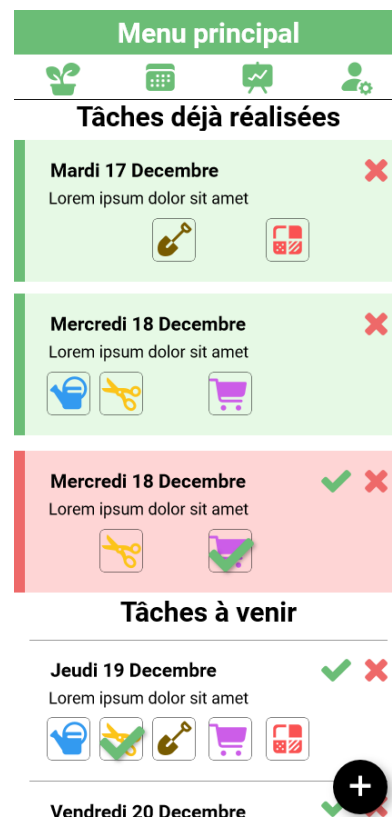 Menu principal
Tâches déjà réalisées
Mardi 17 Decembre
Lorem ipsum dolor sit amet
Mercredi 18 Decembre
Lorem ipsum dolor sit amet
Mercredi 18 Decembre
Lorem ipsum dolor sit amet
Tâches à venir
Jeudi 19 Decembre
Lorem ipsum dolor sit amet
Vendredi 20 Decembre